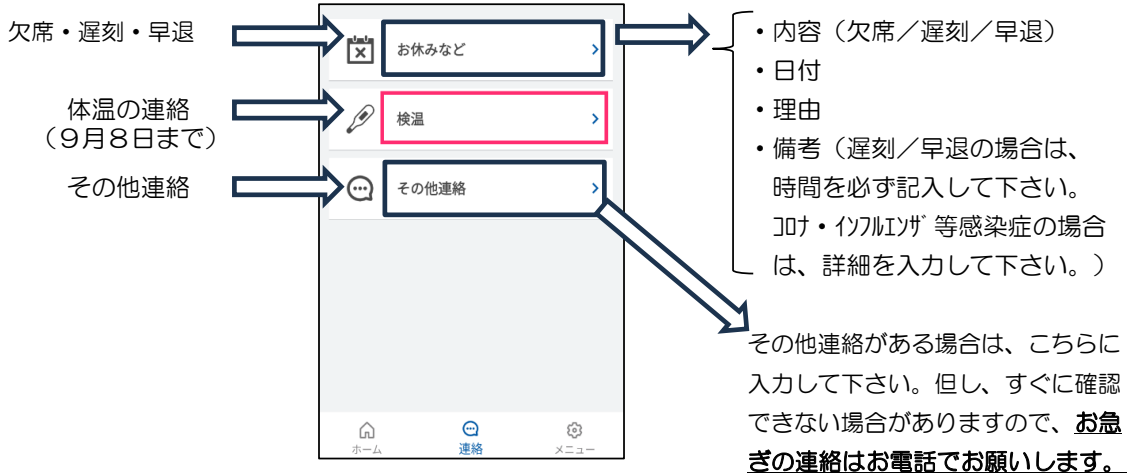 欠席・遅刻・早退
体温の連絡
（９月８日まで）
その他連絡
お休みなど
検温
その他連絡
ホーム
連絡
メニュー
・内容（欠席／遅刻／早退）
・日付
・理由
・備考（遅刻／早退の場合は、
時間を必ず記入して下さい。
ｺﾛﾅ・ｲﾝﾌﾙｴﾝｻﾞ等感染症の場合
は、詳細を入力して下さい。）
その他連絡がある場合は、こちらに
入力して下さい。但し、すぐに確認
できない場合がありますので、お急
ぎの連絡はお電話でお願いします。